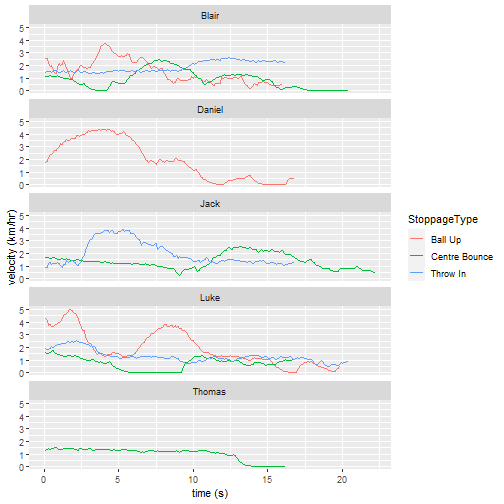 Blair
5
4
3
2
1
0
Daniel
5
4
3
2
1
0
Jack
5
4
3
2
1
0
Luke
5
4
3
2
1
0
Thomas
5
4
3
2
1
0
0 5 10 15 20
time (s)
velocity (km/hr)
StoppageType
Ball Up
Centre Bounce
Throw In